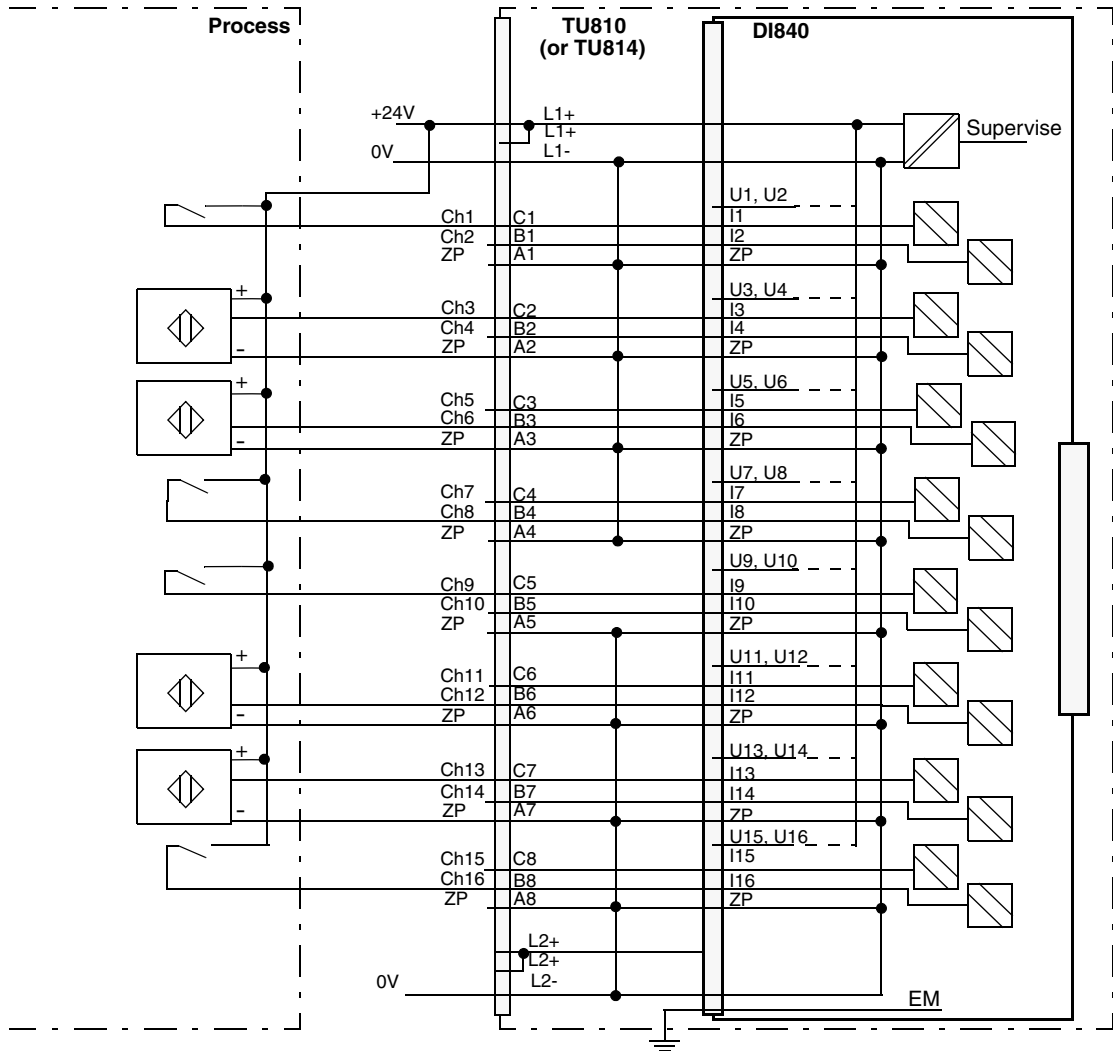 Process
TU810
(or TU814)
DI840
+24V
L1+
L1+
0V
L1-
Supervise
U1, U2
Ch1 C1 I1
Ch2 B1 I2
ZP A1 ZP
+
U3, U4
Ch3 C2 I3
Ch4 B2 I4
- ZP A2 ZP
+
U5, U6
Ch5 C3 I5
Ch6 B3 I6
- ZP A3 ZP
U7, U8
Ch7 C4 I7
Ch8 B4 I8
ZP A4 ZP
U9, U10
Ch9 C5 I9
Ch10 B5 I10
ZP A5 ZP
+
U11, U12
Ch11 C6 I11
Ch12 B6 I12
- ZP A6 ZP
+
U13, U14
Ch13 C7 I13
Ch14 B7 I14
- ZP A7 ZP
U15, U16
Ch15 C8 I15
Ch16 B8 I16
ZP A8 ZP
L2+
L2+
0V
L2-
EM